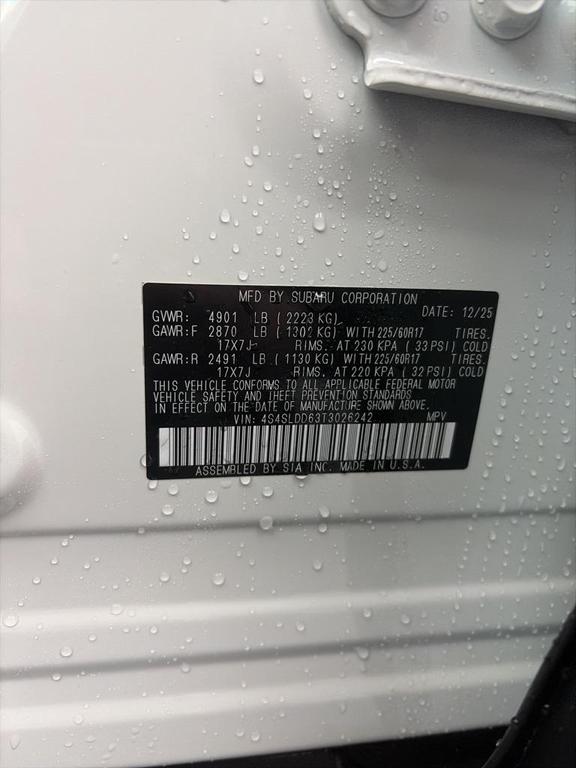 MFD BY SUBARU CORPORATION
GVWR: 4901 LB (2223 KG) DATE: 12/25
GAWR:F 2870 LB (1302 KG) WITH 225/60R17 TIRES.
17X7J RIMS. AT 230 KPA (33 PSI) COLD
GAWR:R 2491 LB (1130 KG) WITH 225/60R17 TIRES.
17X7J RIMS. AT 220 KPA (32 PSI) COLD
THIS VEHICLE CONFORMS TO ALL APPLICABLE FEDERAL MOTOR
VEHICLE SAFETY AND THEFT PREVENTION STANDARDS
IN EFFECT ON THE DATE OF MANUFACTURE SHOWN ABOVE.
VIN: 4S4SLDD63T3026242 MPV
ASSEMBLED BY SIA INC. MADE IN U.S.A.